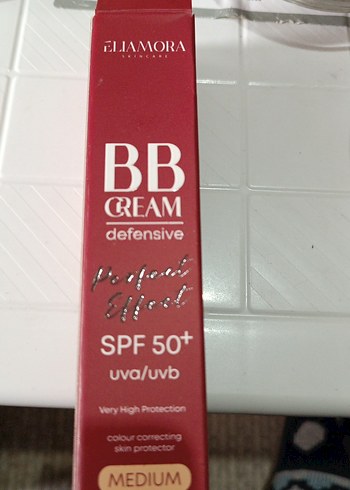 ELIAMORA
SKINCARE
BB
CREAM
defensive
Perfect
Effect
SPF 50+
uva/uvb
Very High Protection
colour correcting
skin protector
MEDIUM